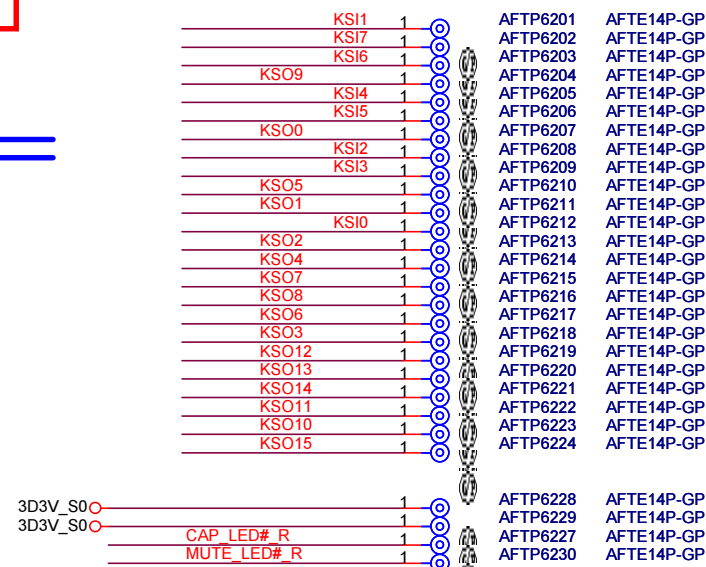 KSI1 1 AFTP6201 AFTE14P-GP
KSI7 1 AFTP6202 AFTE14P-GP
KSI6 1 AFTP6203 AFTE14P-GP
KSO9 1 AFTP6204 AFTE14P-GP
KSI4 1 AFTP6205 AFTE14P-GP
KSI5 1 AFTP6206 AFTE14P-GP
KSO0 1 AFTP6207 AFTE14P-GP
KSI2 1 AFTP6208 AFTE14P-GP
KSI3 1 AFTP6209 AFTE14P-GP
KSO5 1 AFTP6210 AFTE14P-GP
KSO1 1 AFTP6211 AFTE14P-GP
KSI0 1 AFTP6212 AFTE14P-GP
KSO2 1 AFTP6213 AFTE14P-GP
KSO4 1 AFTP6214 AFTE14P-GP
KSO7 1 AFTP6215 AFTE14P-GP
KSO8 1 AFTP6216 AFTE14P-GP
KSO6 1 AFTP6217 AFTE14P-GP
KSO3 1 AFTP6218 AFTE14P-GP
KSO12 1 AFTP6219 AFTE14P-GP
KSO13 1 AFTP6220 AFTE14P-GP
KSO14 1 AFTP6221 AFTE14P-GP
KSO11 1 AFTP6222 AFTE14P-GP
KSO10 1 AFTP6223 AFTE14P-GP
KSO15 1 AFTP6224 AFTE14P-GP
3D3V_S0 1 AFTP6228 AFTE14P-GP
3D3V_S0 1 AFTP6229 AFTE14P-GP
CAP_LED#_R 1 AFTP6227 AFTE14P-GP
MUTE_LED#_R 1 AFTP6230 AFTE14P-GP